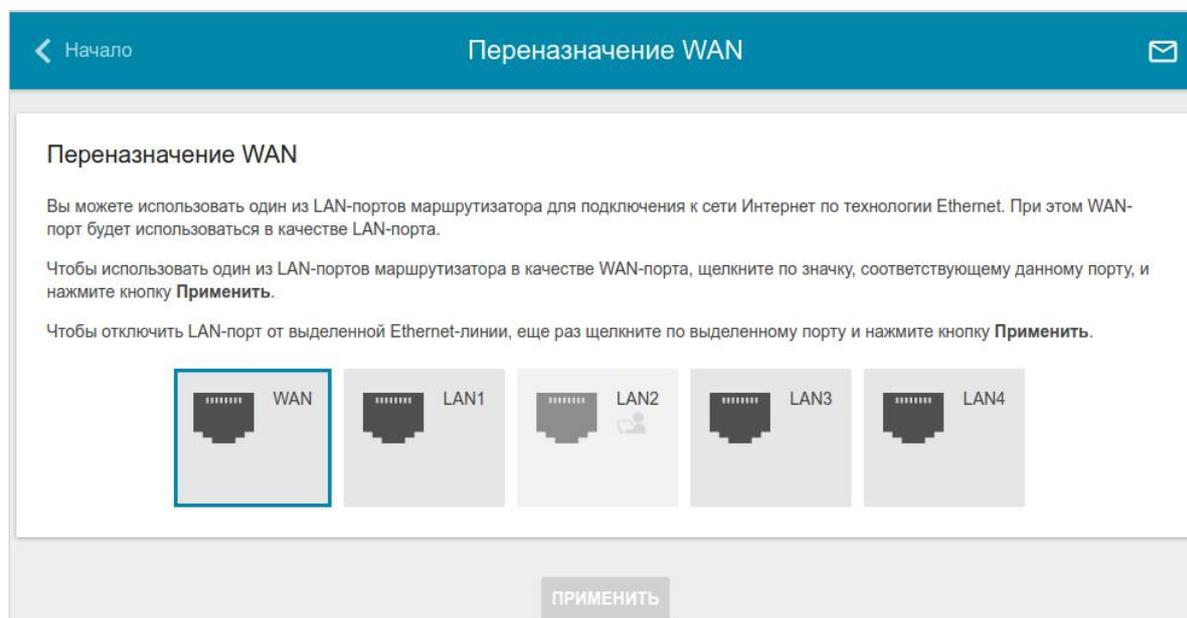 Начало
Переназначение WAN
Переназначение WAN
Вы можете использовать один из LAN-портов маршрутизатора для подключения к сети Интернет по технологии Ethernet. При этом WAN-
порт будет использоваться в качестве LAN-порта.
Чтобы использовать один из LAN-портов маршрутизатора в качестве WAN-порта, щелкните по значку, соответствующему данному порту, и
нажмите кнопку Применить.
Чтобы отключить LAN-порт от выделенной Ethernet-линии, еще раз щелкните по выделенному порту и нажмите кнопку Применить.
WAN LAN1 LAN2 LAN3 LAN4
ПРИМЕНИТЬ